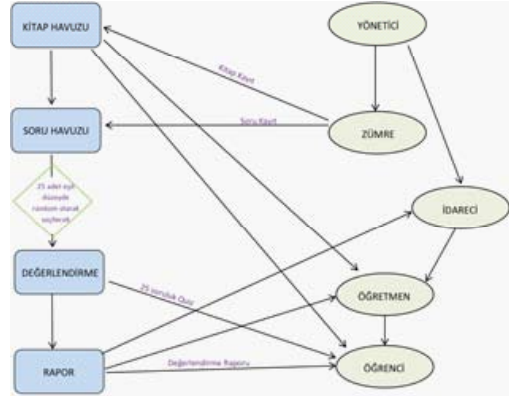 KİTAP HAVUZU
YÖNETİCİ
Kitap Kayıt
SORU HAVUZU
Soru Kayıt
ZÜMRE
25 adet eşit
düzeyde
random olarak
seçilecek
İDARECİ
DEĞERLENDİRME
25 soruluk Quiz
ÖĞRETMEN
Değerlendirme Raporu
RAPOR
ÖĞRENCİ